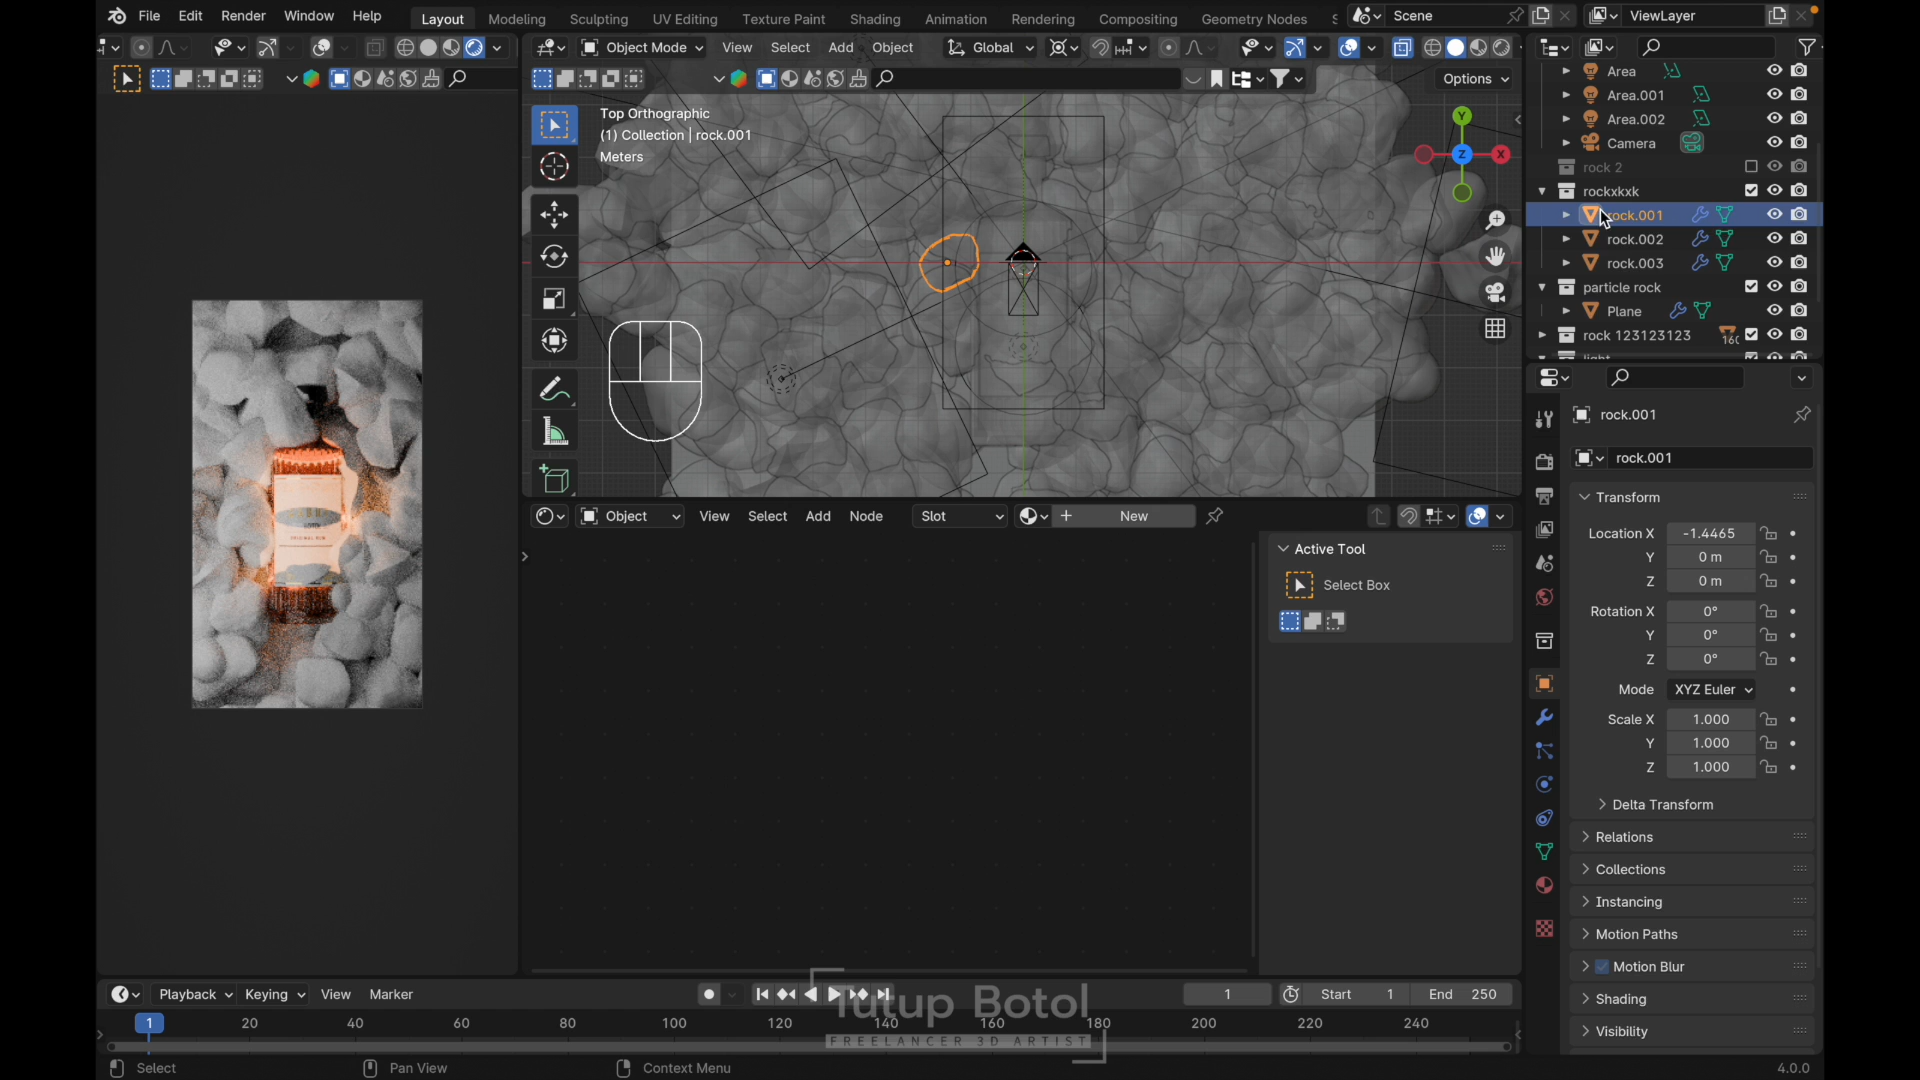 File Edit Render Window Help
Layout Modeling Sculpting UV Editing Texture Paint Shading Animation Rendering Compositing Geometry Nodes S
Scene
ViewLayer
Object Mode View Select Add Object Global
Options
Top Orthographic
(1) Collection | rock.001
Meters
Y
Z
X
Area
Area.001
Area.002
Camera
rock 2
rockxkxk
rock.001
rock.002
rock.003
particle rock
Plane
rock 123123123
light
rock.001
rock.001
Transform
Location X -1.4465
Y 0 m
Z 0 m
Rotation X 0°
Y 0°
Z 0°
Mode XYZ Euler
Scale X 1.000
Y 1.000
Z 1.000
Delta Transform
Relations
Collections
Instancing
Motion Paths
Motion Blur
Shading
Visibility
Object View Select Add Node Slot New
Active Tool
Select Box
Playback Keying View Marker
1
Start 1
End 250
1 20 40 60 80 100 120 140 160 180 200 220 240
Tutup Botol
FREELANCER 3D ARTIST
Select
Pan View
Context Menu
4.0.0